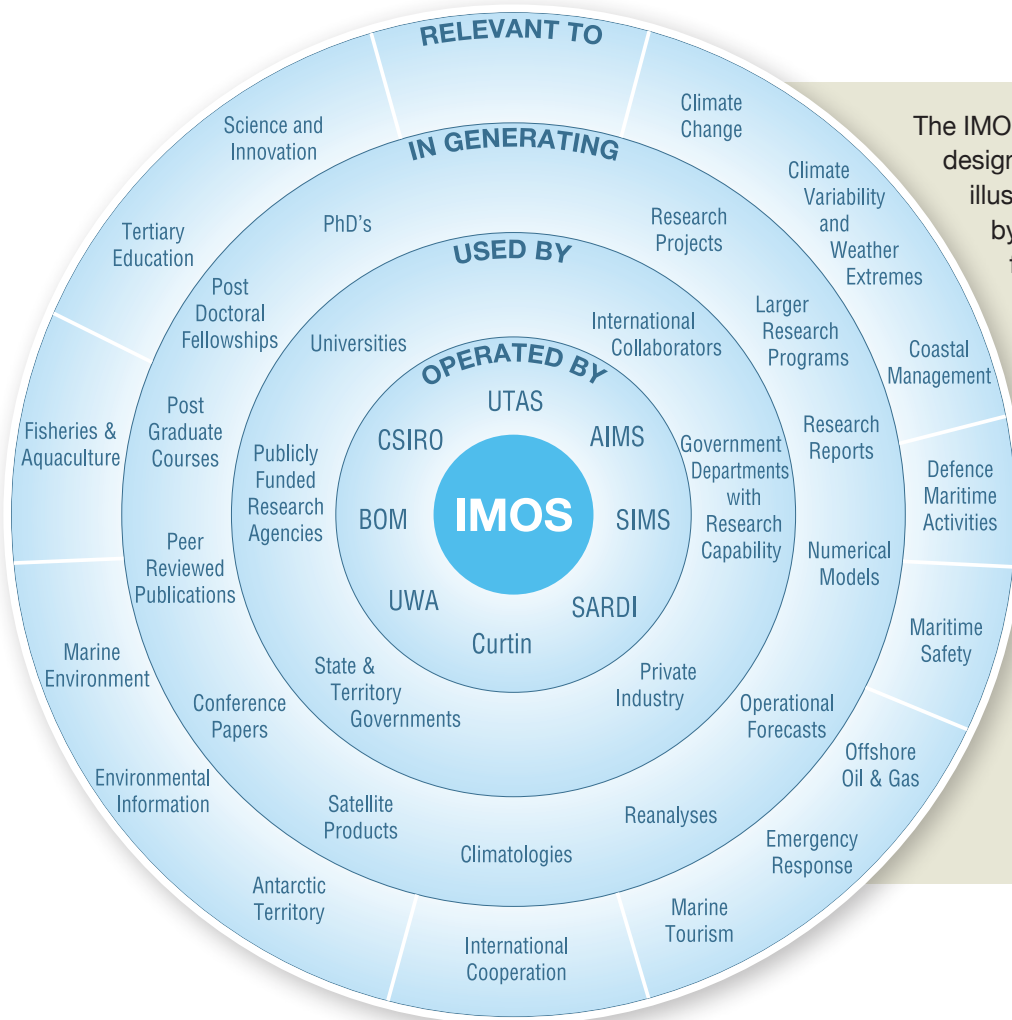 RELEVANT TO
Climate
Change
Climate
Variability
and
Weather
Extremes
Coastal
Management
Defence
Maritime
Activities
Maritime
Safety
Offshore
Oil & Gas
Emergency
Response
Marine
Tourism
International
Cooperation
Antarctic
Territory
Environmental
Information
Marine
Environment
Fisheries &
Aquaculture
Tertiary
Education
Science and
Innovation
IN GENERATING
Research
Projects
Larger
Research
Programs
Research
Reports
Numerical
Models
Operational
Forecasts
Reanalyses
Climatologies
Satellite
Products
Conference
Papers
Peer
Reviewed
Publications
Post
Graduate
Courses
Post
Doctoral
Fellowships
PhD's
USED BY
International
Collaborators
Government
Departments
with
Research
Capability
Private
Industry
State &
Territory
Governments
Publicly
Funded
Research
Agencies
Universities
OPERATED BY
UTAS
AIMS
SIMS
SARDI
Curtin
UWA
BOM
CSIRO
IMOS
The IMO
design
illus
by